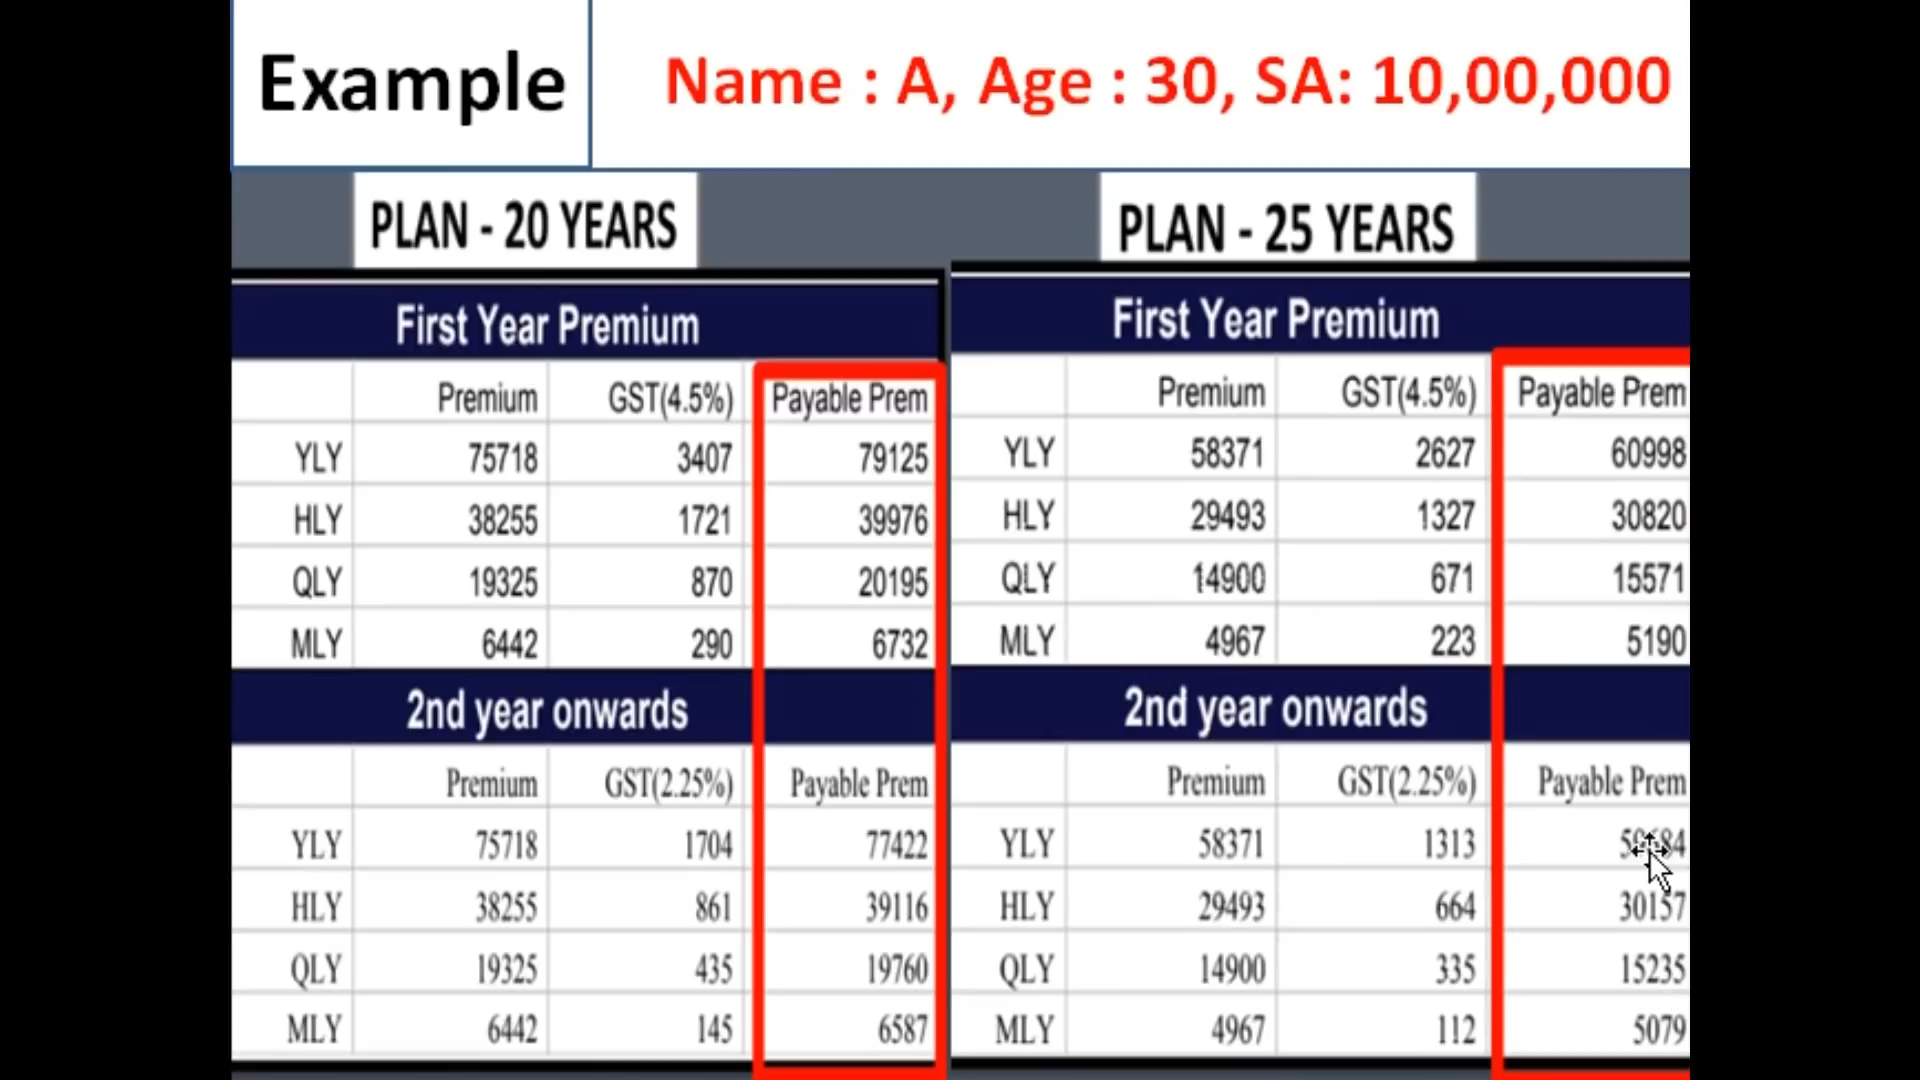 Example
Name : A, Age : 30, SA: 10,00,000
PLAN - 20 YEARS
First Year Premium
Premium GST(4.5%) Payable Prem
YLY 75718 3407 79125
HLY 38255 1721 39976
QLY 19325 870 20195
MLY 6442 290 6732
2nd year onwards
Premium GST(2.25%) Payable Prem
YLY 75718 1704 77422
HLY 38255 861 39116
QLY 19325 435 19760
MLY 6442 145 6587
PLAN - 25 YEARS
First Year Premium
Premium GST(4.5%) Payable Prem
YLY 58371 2627 60998
HLY 29493 1327 30820
QLY 14900 671 15571
MLY 4967 223 5190
2nd year onwards
Premium GST(2.25%) Payable Prem
YLY 58371 1313
HLY 29493 664 30157
QLY 14900 335 15235
MLY 4967 112 5079